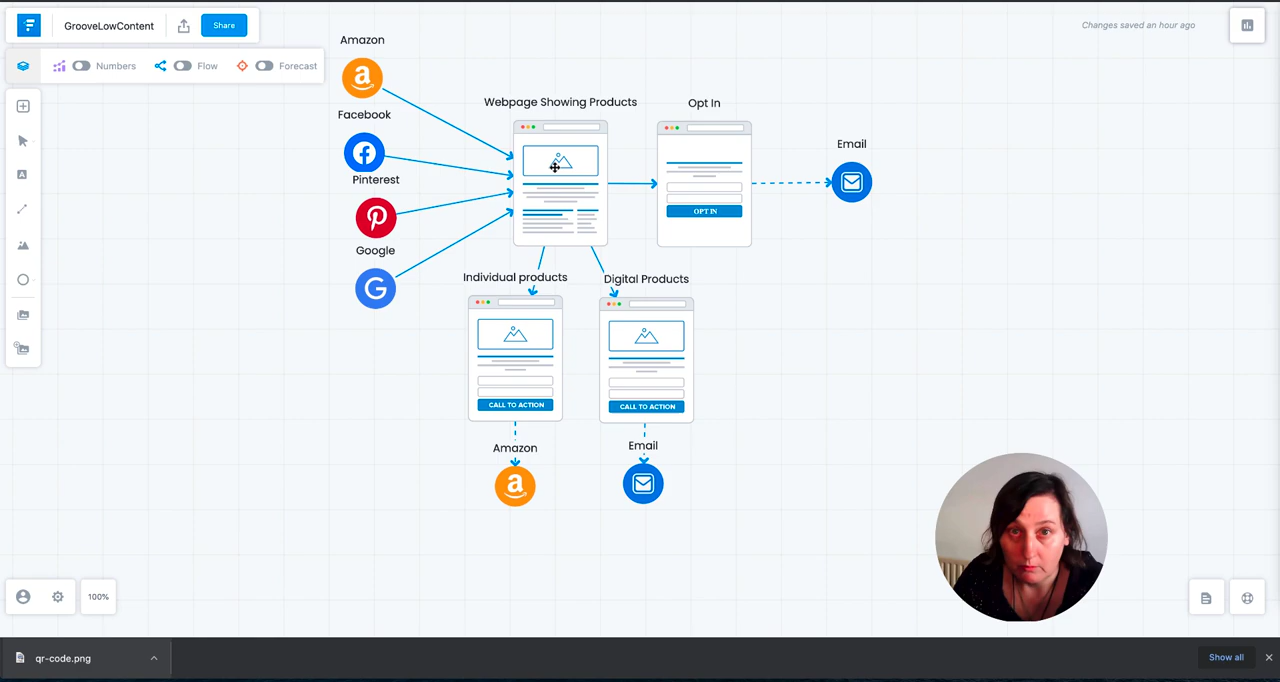 GrooveLowContent
Share
Changes saved an hour ago
Numbers
Flow
Forecast
Amazon
Facebook
Pinterest
Google
Webpage Showing Products
Opt In
OPT IN
Email
Individual products
Digital Products
CALL TO ACTION
CALL TO ACTION
Amazon
Email
100%
qr-code.png
Show all